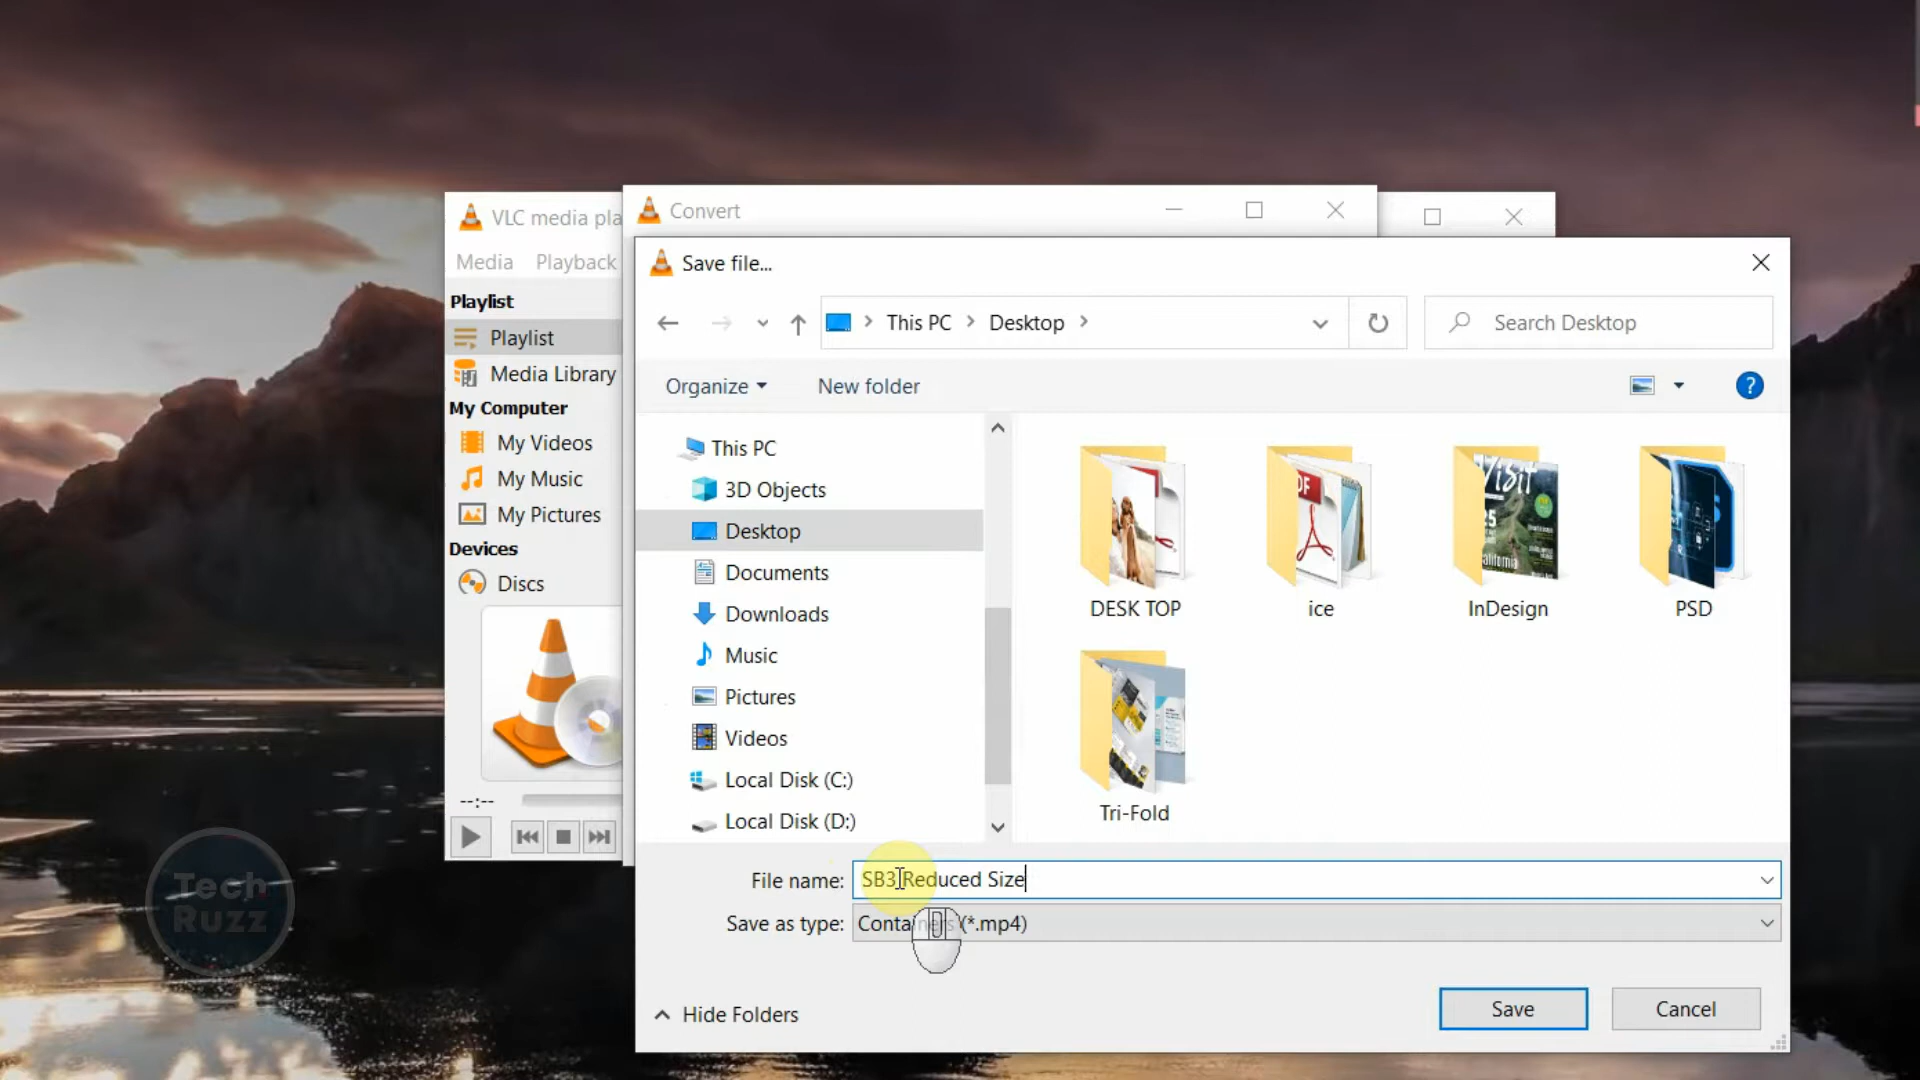 VLC media pla
Convert
Media Playback
Save file...
This PC
Desktop
Search Desktop
Playlist
Playlist
Media Library
My Computer
My Videos
My Music
My Pictures
Devices
Discs
Organize
New folder
?
This PC
3D Objects
Desktop
Documents
Downloads
Music
Pictures
Videos
Local Disk (C:)
Local Disk (D:)
DESK TOP
ice
InDesign
PSD
Tri-Fold
--:--
File name: SB3 Reduced Size
Save as type: Containers (*.mp4)
Hide Folders
Save
Cancel
Tech
Ruzz